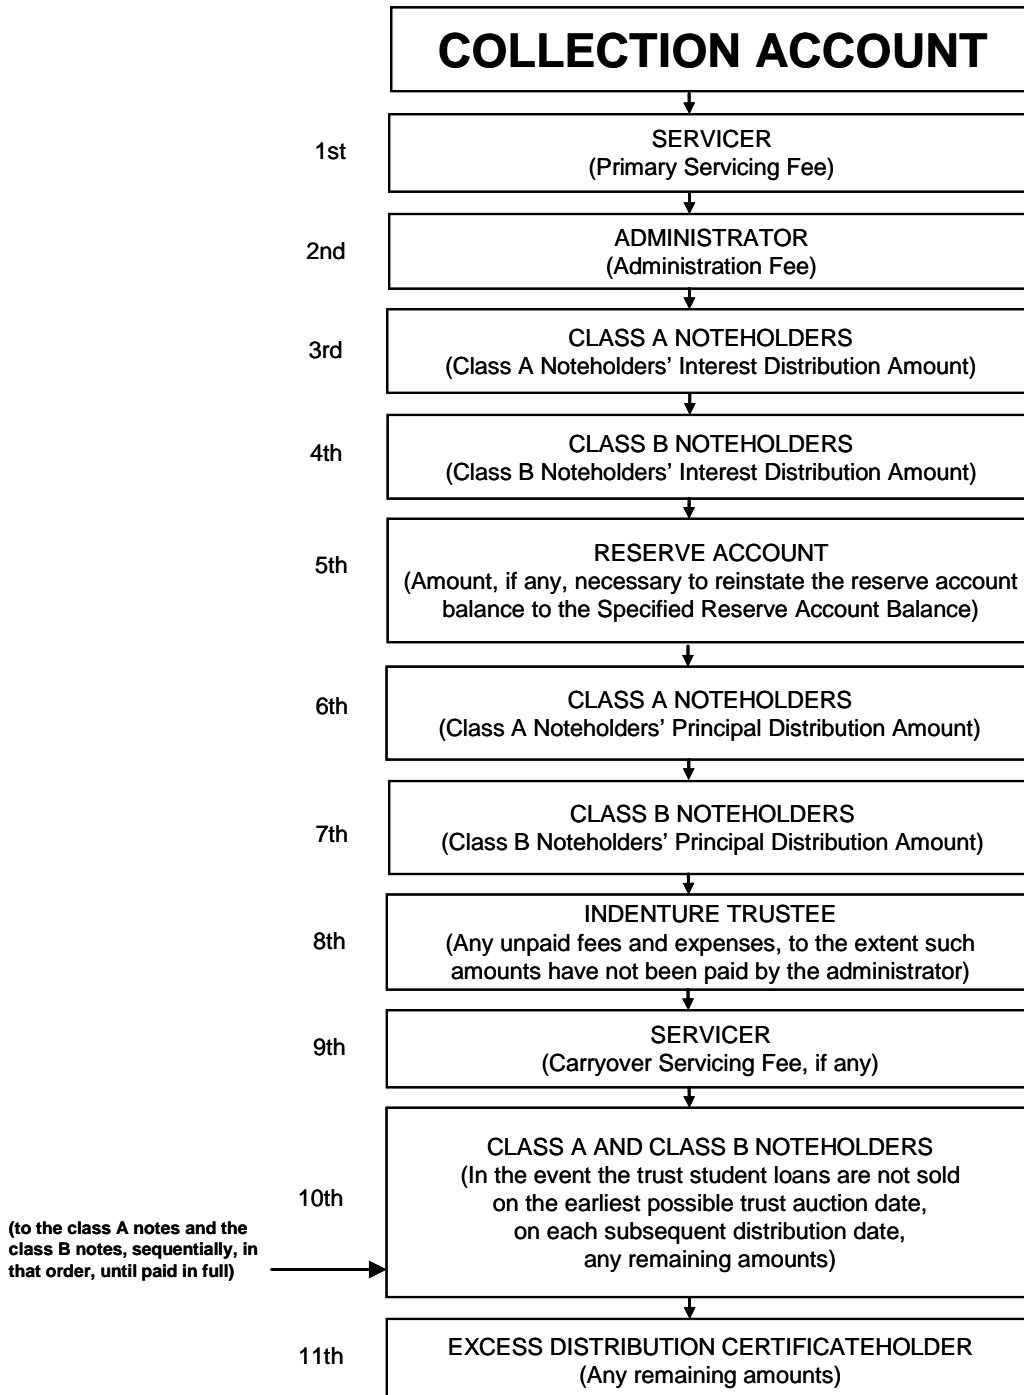 COLLECTION ACCOUNT
1st
SERVICER
(Primary Servicing Fee)
2nd
ADMINISTRATOR
(Administration Fee)
3rd
CLASS A NOTEHOLDERS
(Class A Noteholders’ Interest Distribution Amount)
4th
CLASS B NOTEHOLDERS
(Class B Noteholders’ Interest Distribution Amount)
5th
RESERVE ACCOUNT
(Amount, if any, necessary to reinstate the reserve account
balance to the Specified Reserve Account Balance)
6th
CLASS A NOTEHOLDERS
(Class A Noteholders’ Principal Distribution Amount)
7th
CLASS B NOTEHOLDERS
(Class B Noteholders’ Principal Distribution Amount)
8th
INDENTURE TRUSTEE
(Any unpaid fees and expenses, to the extent such
amounts have not been paid by the administrator)
9th
SERVICER
(Carryover Servicing Fee, if any)
10th
CLASS A AND CLASS B NOTEHOLDERS
(In the event the trust student loans are not sold
on the earliest possible trust auction date,
on each subsequent distribution date,
any remaining amounts)
(to the class A notes and the
class B notes, sequentially, in
that order, until paid in full)
11th
EXCESS DISTRIBUTION CERTIFICATEHOLDER
(Any remaining amounts)